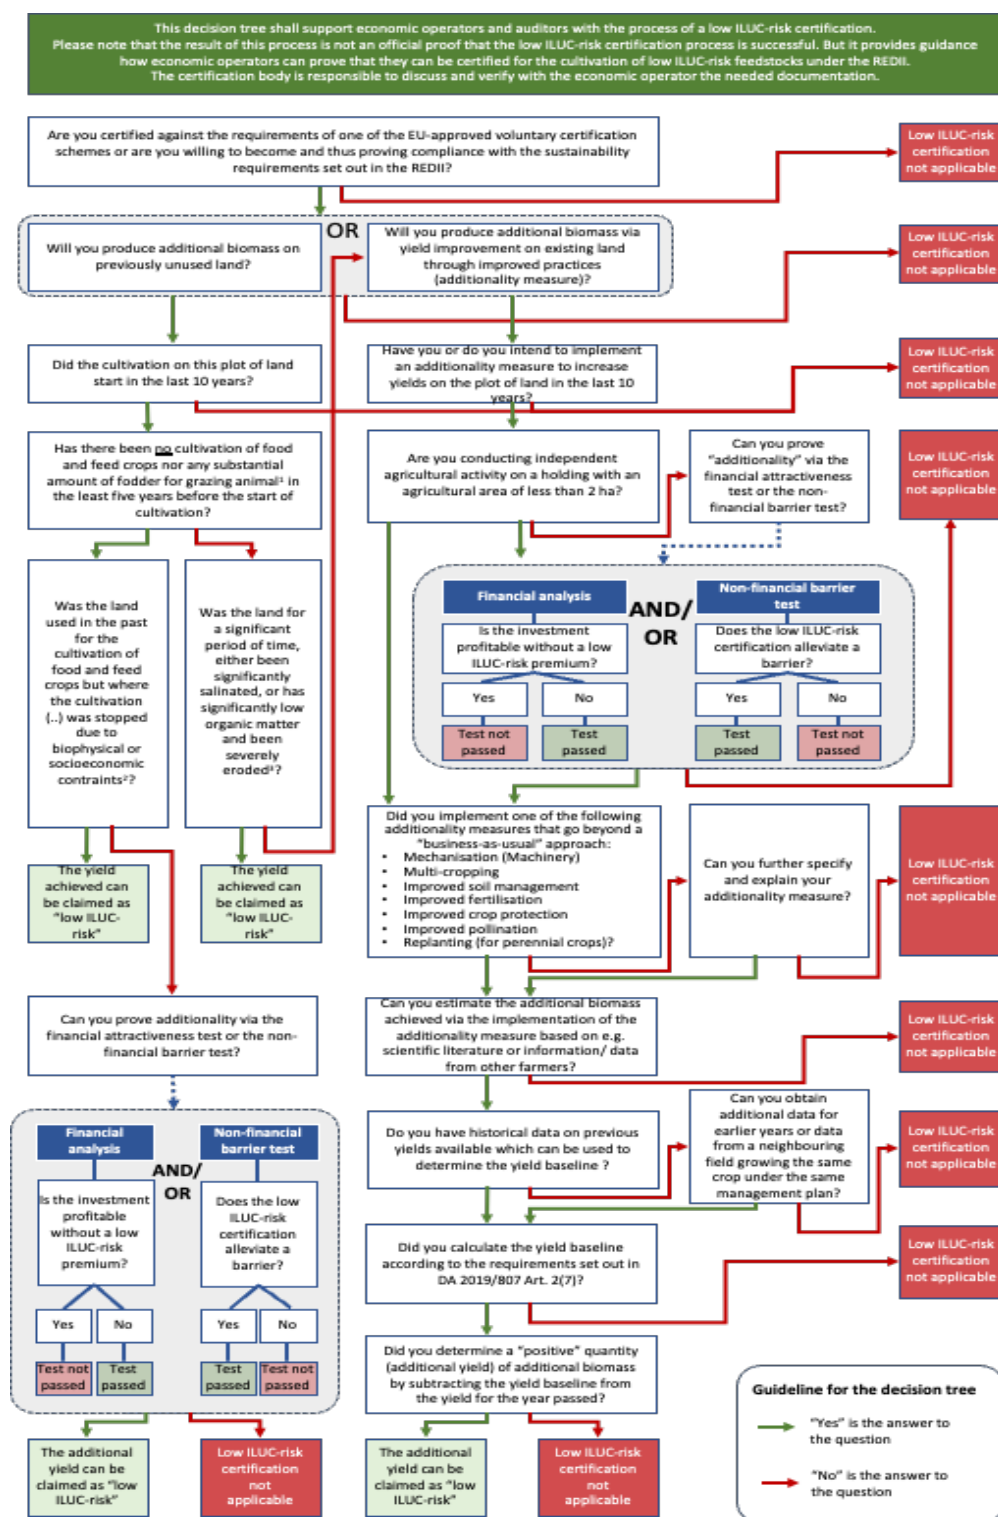 This decision tree shall support economic operators and auditors with the process of a low ILUC-risk certification.
Please note that the result of this process is not an official proof that the low ILUC-risk certification process is successful. But it provides guidance
how economic operators can prove that they can be certified for the cultivation of low ILUC-risk feedstocks under the REDII.
The certification body is responsible to discuss and verify with the economic operator the needed documentation.
Are you certified against the requirements of one of the EU-approved voluntary certification
schemes or are you willing to become and thus proving compliance with the sustainability
requirements set out in the REDII?
Low ILUC-risk
certification
not applicable
OR
Will you produce additional biomass on
previously unused land?
Will you produce additional biomass via
yield improvement on existing land
through improved practices
(additionality measure)?
Low ILUC-risk
certification
not applicable
Did the cultivation on this plot of land
start in the last 10 years?
Have you or do you intend to implement
an additionality measure to increase
yields on the plot of land in the last 10
years?
Low ILUC-risk
certification
not applicable
Has there been no cultivation of food
and feed crops nor any substantial
amount of fodder for grazing animal¹ in
the least five years before the start of
cultivation?
Are you conducting independent
agricultural activity on a holding with an
agricultural area of less than 2 ha?
Can you prove
"additionality" via the
financial attractiveness
test or the non-
financial barrier test?
Low ILUC-risk
certification
not applicable
Was the land
used in the past
for the
cultivation of
food and feed
crops but where
the cultivation
(..) was stopped
due to
biophysical or
socioeconomic
contraints²?
Was the land for
a significant
period of time,
either been
significantly
salinated, or has
significantly low
organic matter
and been
severely
eroded³?
Financial analysis
Is the investment
profitable without a low
ILUC-risk premium?
Yes
No
Test not
passed
Test
passed
AND/
OR
Non-financial barrier
test
Does the low ILUC-risk
certification alleviate a
barrier?
Yes
No
Test
passed
Test not
passed
The yield
achieved can
be claimed as
"low ILUC-
risk"
The yield
achieved can
be claimed as
"low ILUC-
risk"
Did you implement one of the following
additionality measures that go beyond a
"business-as-usual" approach:
• Mechanisation (Machinery)
• Multi-cropping
• Improved soil management
• Improved fertilisation
• Improved crop protection
• Improved pollination
• Replanting (for perennial crops)?
Can you further specify
and explain your
additionality measure?
Low ILUC-risk
certification
not applicable
Can you prove additionality via the
financial attractiveness test or the non-
financial barrier test?
Can you estimate the additional biomass
achieved via the implementation of the
additionality measure based on e.g.
scientific literature or information/ data
from other farmers?
Low ILUC-risk
certification
not applicable
Financial
analysis
Is the investment
profitable
without a low
ILUC-risk
premium?
Yes
No
Test not
passed
Test
passed
AND/
OR
Non-financial
barrier test
Does the low
ILUC-risk
certification
alleviate a
barrier?
Yes
No
Test
passed
Test not
passed
Do you have historical data on previous
yields available which can be used to
determine the yield baseline ?
Can you obtain
additional data for
earlier years or data
from a neighbouring
field growing the same
crop under the same
management plan?
Low ILUC-risk
certification
not applicable
Did you calculate the yield baseline
according to the requirements set out in
DA 2019/807 Art. 2(7)?
Low ILUC-risk
certification
not applicable
Did you determine a "positive" quantity
(additional yield) of additional biomass
by subtracting the yield baseline from
the yield for the year passed?
The additional
yield can be
claimed as "low
ILUC-risk"
Low ILUC-risk
certification
not
applicable
The additional
yield can be
claimed as "low
ILUC-risk"
Low ILUC-risk
certification
not
applicable
Guideline for the decision tree
"Yes" is the answer to
the question
"No" is the answer to
the question